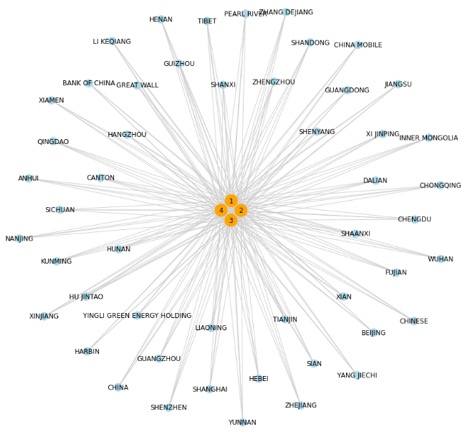 PEARL RIVER
ZHANG DEJIANG
HENAN
TIBET
LI KEQIANG
SHANDONG
CHINA MOBILE
GUIZHOU
BANK OF CHINA
GREAT WALL
SHANXI
ZHENGZHOU
GUANGDONG
JIANGSU
XIAMEN
HANGZHOU
SHENYANG
XI JINPING
INNER MONGOLIA
QINGDAO
ANHUI
CANTON
DALIAN
CHONGQING
1
SICHUAN
4
2
CHENGDU
3
NANJING
SHAANXI
HUNAN
KUNMING
WUHAN
FUJIAN
HU JINTAO
XIAN
XINJIANG
YINGLI GREEN ENERGY HOLDING
TIANJIN
CHINESE
LIAONING
BEIJING
HARBIN
GUANGZHOU
SIAN
HEBEI
YANG JIECHI
CHINA
SHANGHAI
SHENZHEN
ZHEJIANG
YUNNAN